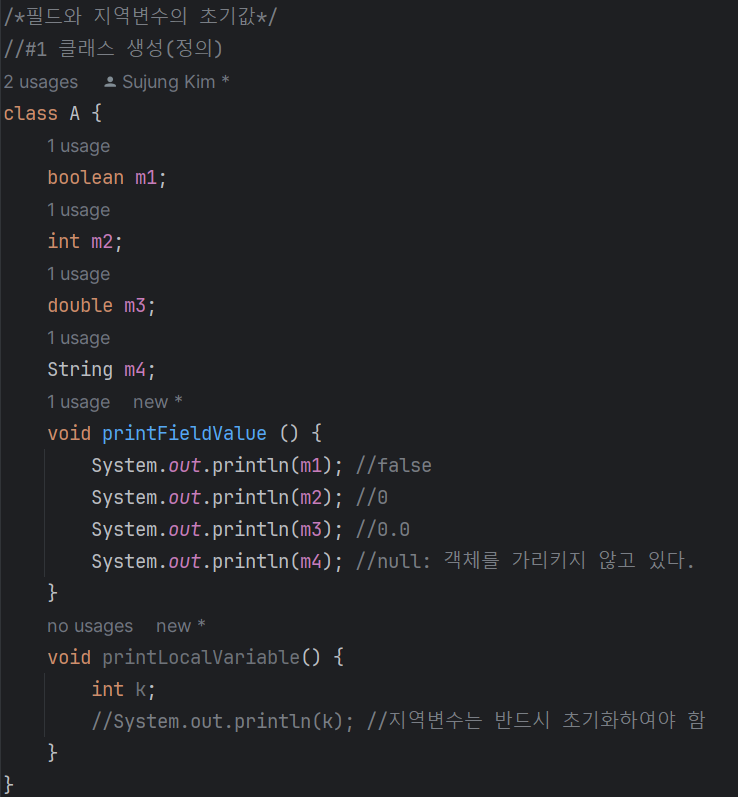 /*필드와 지역변수의 초기값*/
//#1 클래스 생성(정의)
2 usages Sujung Kim *
class A {
1 usage
boolean m1;
1 usage
int m2;
1 usage
double m3;
1 usage
String m4;
1 usage new *
void printFieldValue () {
System.out.println(m1); //false
System.out.println(m2); //0
System.out.println(m3); //0.0
System.out.println(m4); //null: 객체를 가리키지 않고 있다.
}
no usages new *
void printLocalVariable() {
int k;
//System.out.println(k); //지역변수는 반드시 초기화하여야 함
}
}